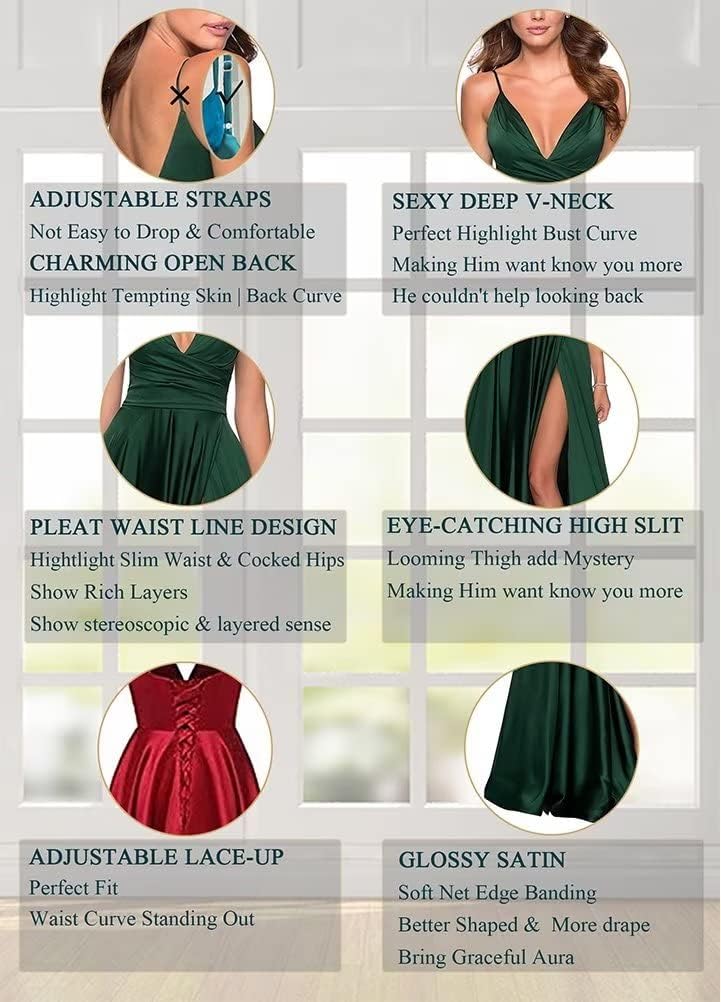 ADJUSTABLE STRAPS
Not Easy to Drop & Comfortable
CHARMING OPEN BACK
Highlight Tempting Skin | Back Curve
SEXY DEEP V-NECK
Perfect Highlight Bust Curve
Making Him want know you more
He couldn't help looking back
PLEAT WAIST LINE DESIGN
Hightlight Slim Waist & Cocked Hips
Show Rich Layers
Show stereoscopic & layered sense
EYE-CATCHING HIGH SLIT
Looming Thigh add Mystery
Making Him want know you more
ADJUSTABLE LACE-UP
Perfect Fit
Waist Curve Standing Out
GLOSSY SATIN
Soft Net Edge Banding
Better Shaped & More drape
Bring Graceful Aura